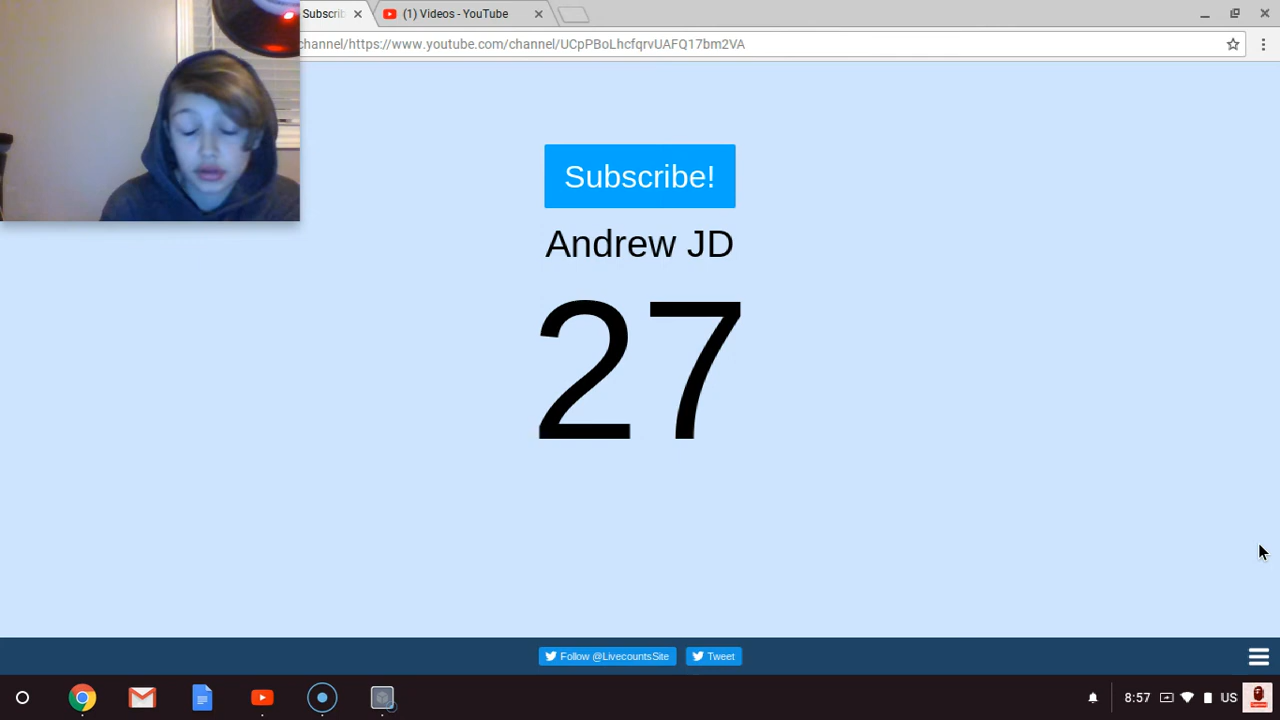 Subscrib
(1) Videos - YouTube
channel/https://www.youtube.com/channel/UCpPBoLhcfqrvUAFQ17bm2VA
Subscribe!
Andrew JD
27
Follow @LivecountsSite
Tweet
8:57
US